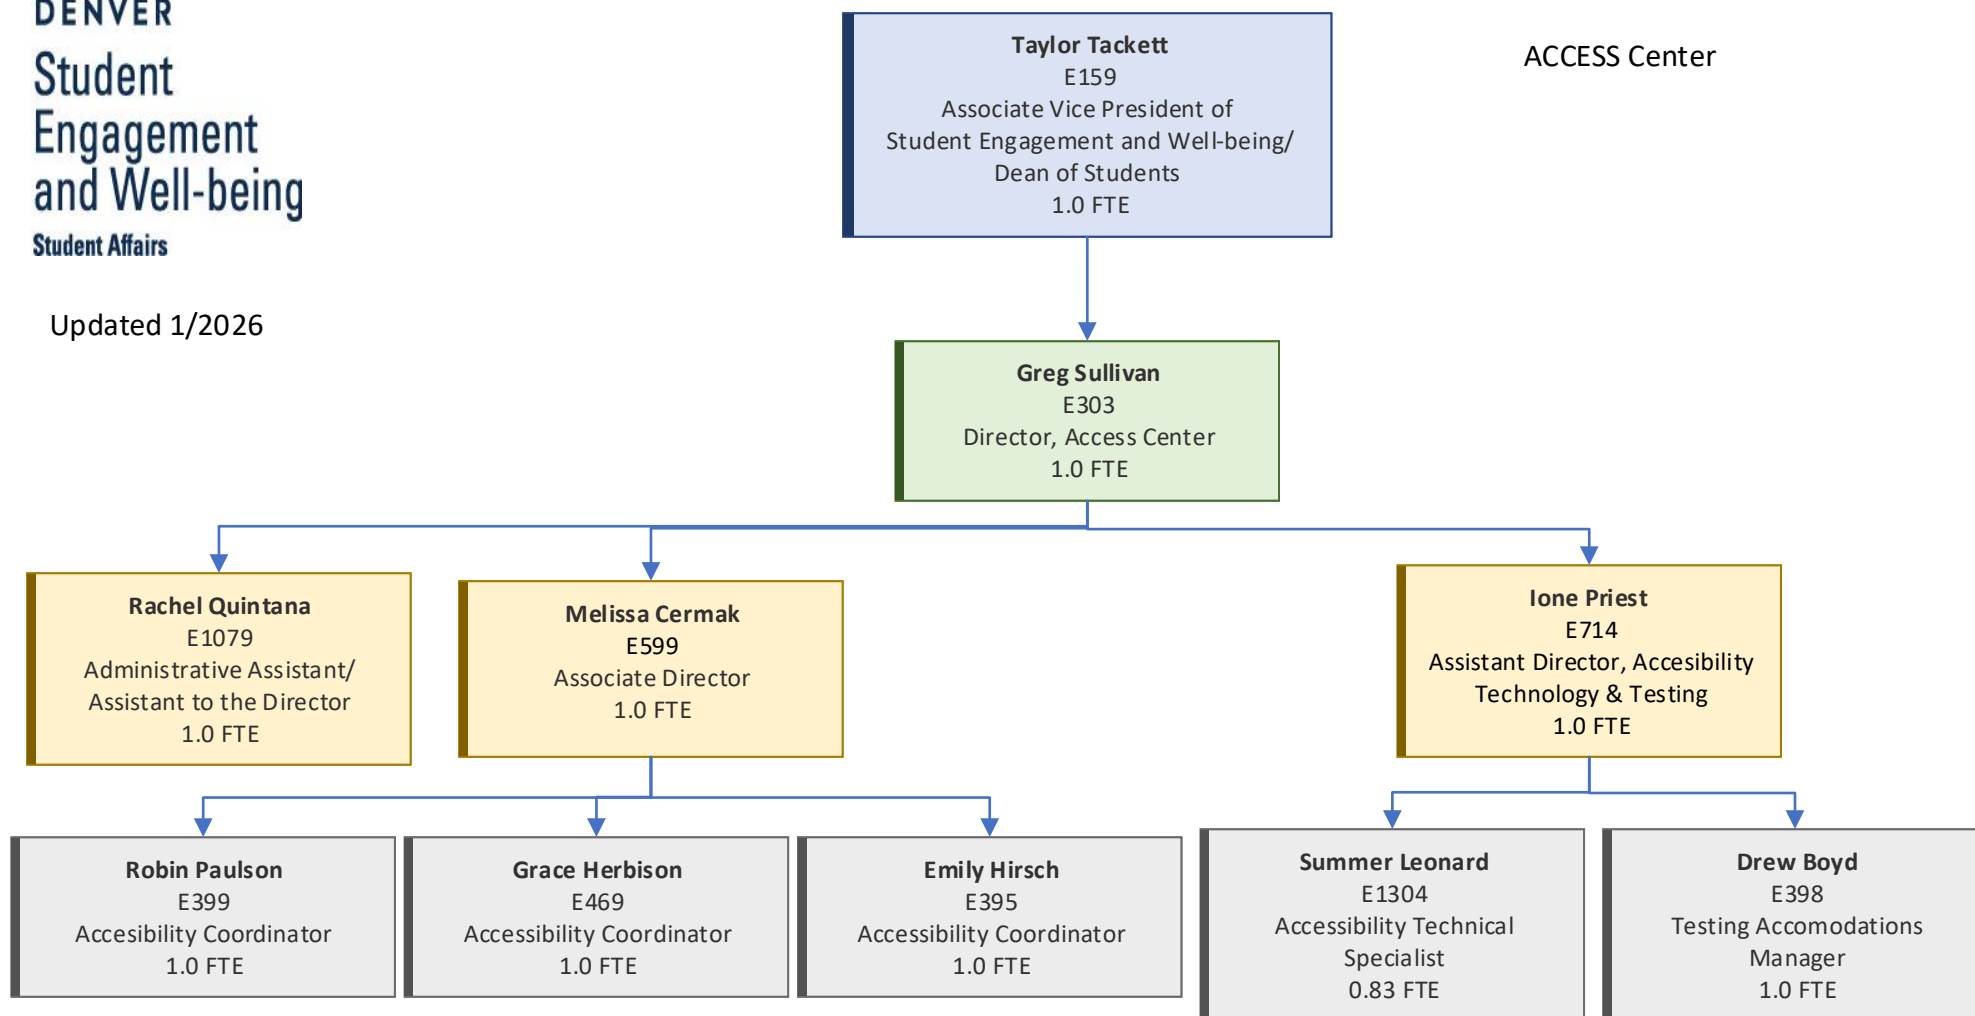 DENVER
Student
Engagement
and Well-being
Student Affairs
Updated 1/2026
ACCESS Center
Taylor Tackett
E159
Associate Vice President of
Student Engagement and Well-being/
Dean of Students
1.0 FTE
Greg Sullivan
E303
Director, Access Center
1.0 FTE
Rachel Quintana
E1079
Administrative Assistant/
Assistant to the Director
1.0 FTE
Melissa Cermak
E599
Associate Director
1.0 FTE
Ione Priest
E714
Assistant Director, Accesibility
Technology & Testing
1.0 FTE
Robin Paulson
E399
Accesibility Coordinator
1.0 FTE
Grace Herbison
E469
Accessibility Coordinator
1.0 FTE
Emily Hirsch
E395
Accessibility Coordinator
1.0 FTE
Summer Leonard
E1304
Accessibility Technical
Specialist
0.83 FTE
Drew Boyd
E398
Testing Accomodations
Manager
1.0 FTE